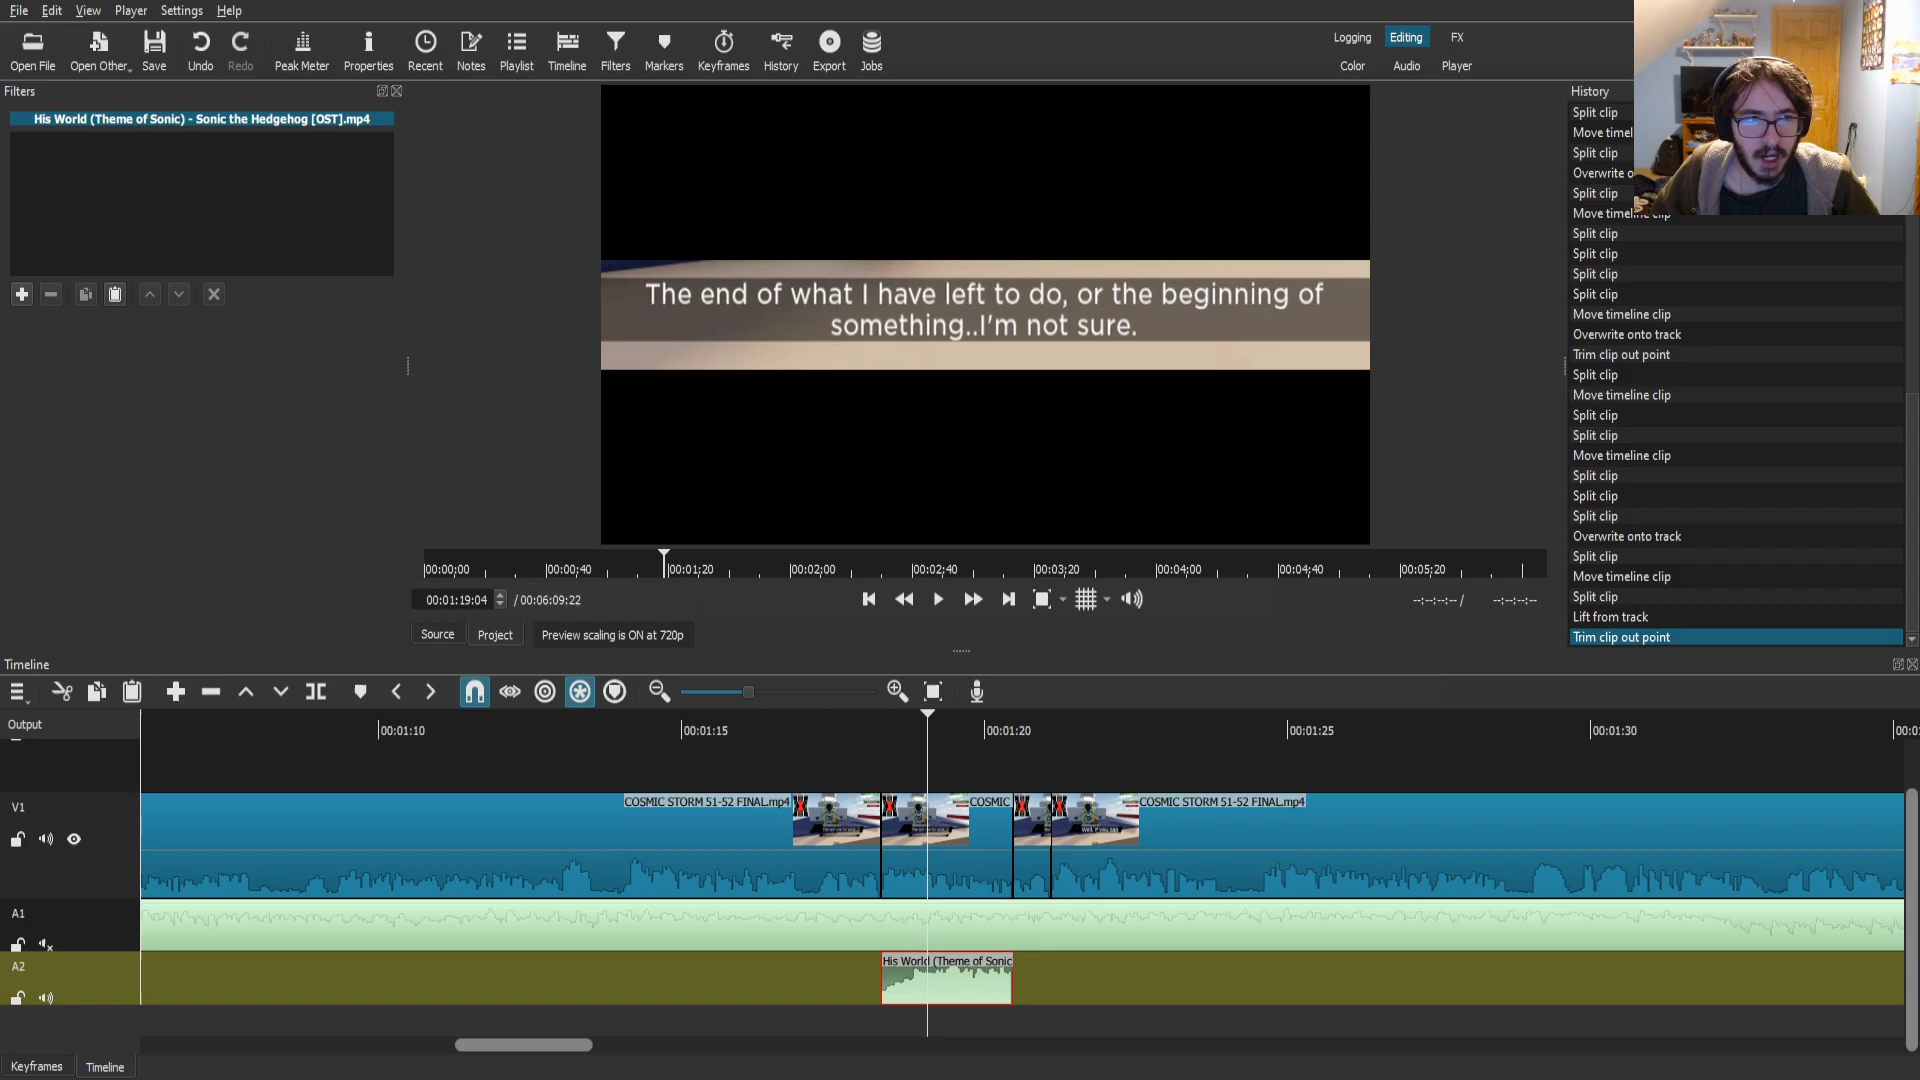 File Edit View Player Settings Help
Open File Open Other... Save Undo Redo Peak Meter Properties Recent Notes Playlist Timeline Filters Markers Keyframes History Export Jobs
Logging Editing FX
Color Audio Player
Filters
His World (Theme of Sonic) - Sonic the Hedgehog [OST].mp4
The end of what I have left to do, or the beginning of
something..I'm not sure.
00:00:00 00:00:40 00:01:20 00:02:00 00:02:40 00:03:20 00:04:00 00:04:40 00:05:20
00:01:19:04 / 00:06:09:22 --:--:--:-- / --:--:--:--
Source Project Preview scaling is ON at 720p
History
Split clip
Move timel
Split clip
Overwrite o
Split clip
Move timeline clip
Split clip
Split clip
Split clip
Split clip
Move timeline clip
Overwrite onto track
Trim clip out point
Split clip
Move timeline clip
Split clip
Split clip
Move timeline clip
Split clip
Split clip
Split clip
Overwrite onto track
Split clip
Move timeline clip
Split clip
Lift from track
Trim clip out point
Timeline
Output
00:01:10 00:01:15 00:01:20 00:01:25 00:01:30 00:01:
V1
COSMIC STORM 51-52 FINAL.mp4 COSMIC COSMIC STORM 51-52 FINAL.mp4
A1
A2
His World (Theme of Sonic
Keyframes Timeline